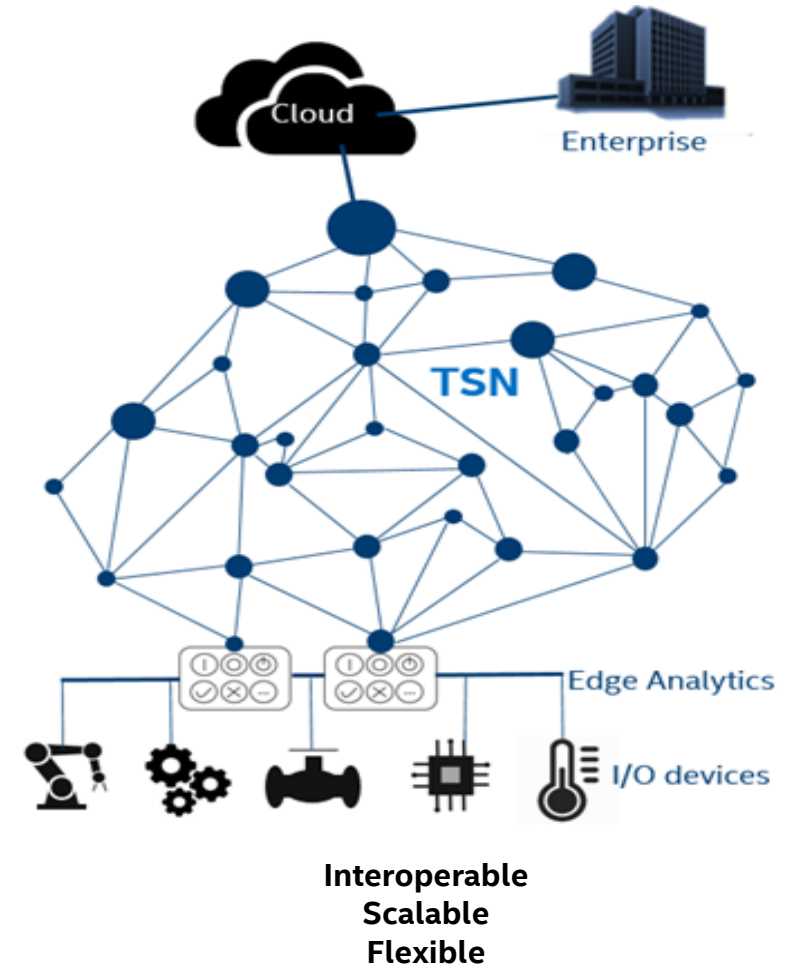 Cloud
Enterprise
TSN
Edge Analytics
I/O devices
Interoperable
Scalable
Flexible